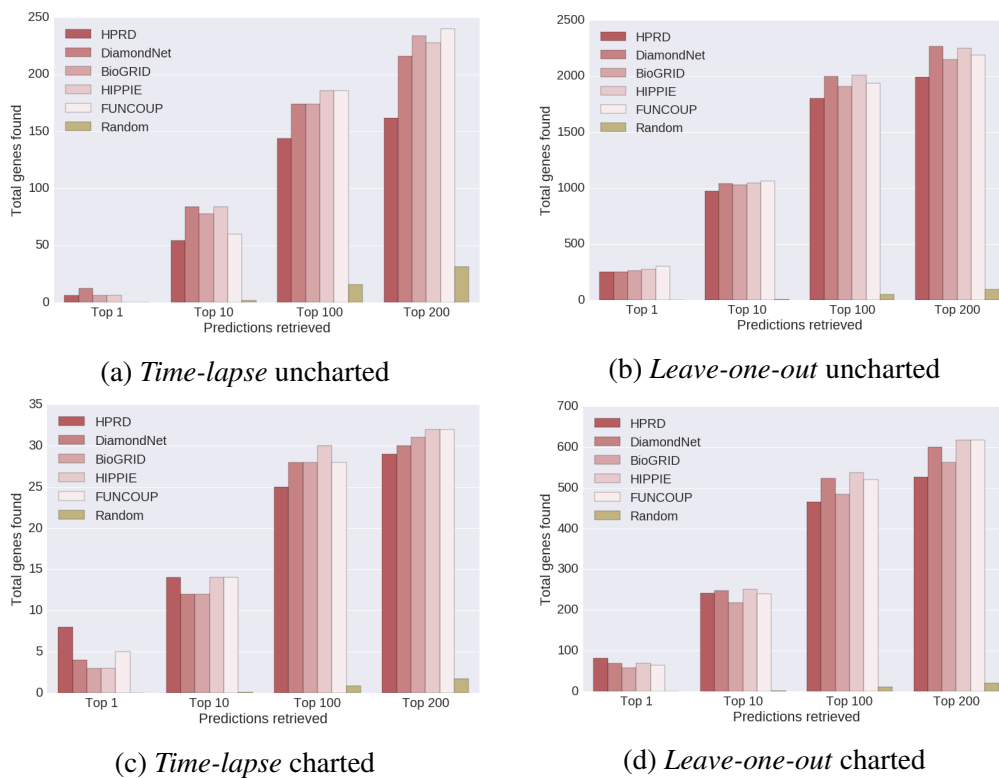 250
200
150
100
50
0
Total genes found
HPRD
DiamondNet
BioGRID
HIPPIE
FUNCOUP
Random
Top 1 Top 10 Top 100 Top 200
Predictions retrieved
(a) Time-lapse uncharted
2500
2000
1500
1000
500
0
Total genes found
HPRD
DiamondNet
BioGRID
HIPPIE
FUNCOUP
Random
Top 1 Top 10 Top 100 Top 200
Predictions retrieved
(b) Leave-one-out uncharted
35
30
25
20
15
10
5
0
Total genes found
HPRD
DiamondNet
BioGRID
HIPPIE
FUNCOUP
Random
Top 1 Top 10 Top 100 Top 200
Predictions retrieved
(c) Time-lapse charted
700
600
500
400
300
200
100
0
Total genes found
HPRD
DiamondNet
BioGRID
HIPPIE
FUNCOUP
Random
Top 1 Top 10 Top 100 Top 200
Predictions retrieved
(d) Leave-one-out charted